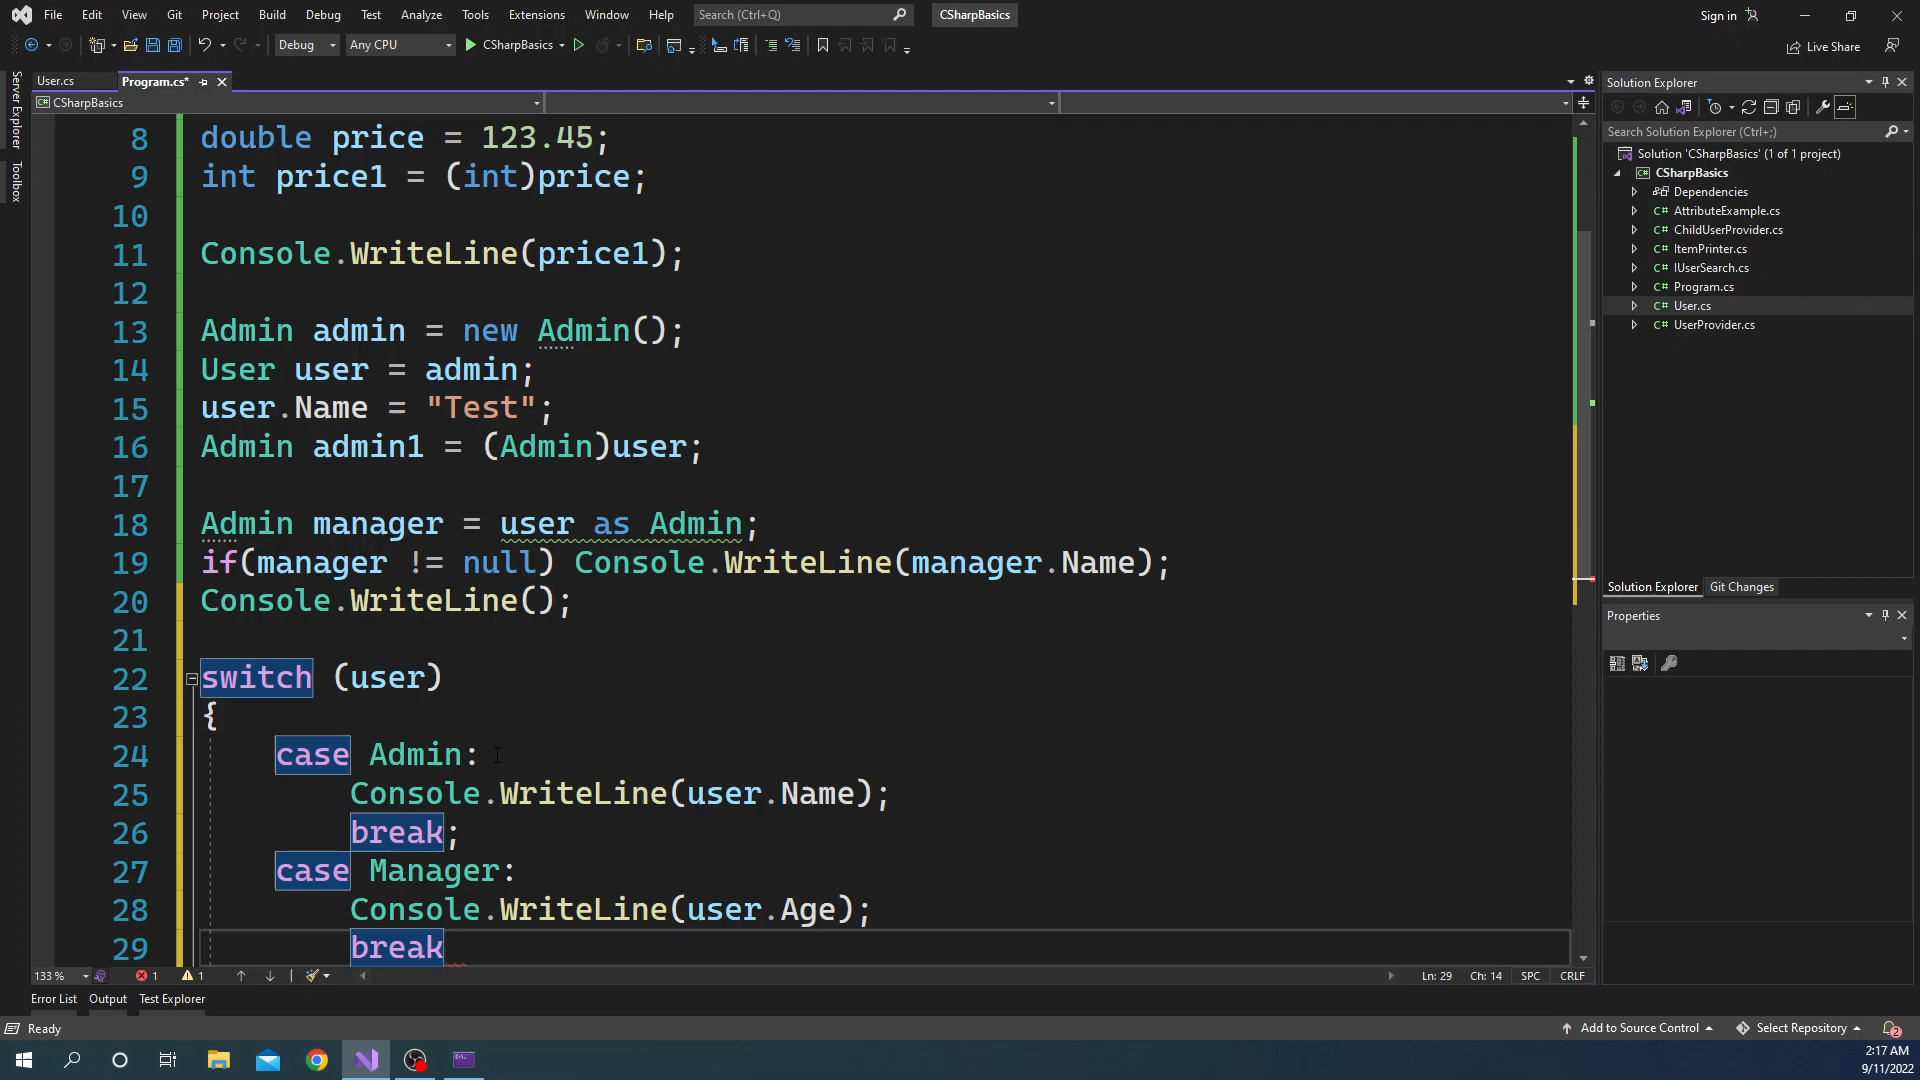 File Edit View Git Project Build Debug Test Analyze Tools Extensions Window Help Search (Ctrl+Q) CSharpBasics Sign in
Debug Any CPU CSharpBasics Live Share
Server Explorer
Toolbox
User.cs Program.cs*
CSharpBasics
8 double price = 123.45;
9 int price1 = (int)price;
10
11 Console.WriteLine(price1);
12
13 Admin admin = new Admin();
14 User user = admin;
15 user.Name = "Test";
16 Admin admin1 = (Admin)user;
17
18 Admin manager = user as Admin;
19 if(manager != null) Console.WriteLine(manager.Name);
20 Console.WriteLine();
21
22 switch (user)
23 {
24 case Admin:
25 Console.WriteLine(user.Name);
26 break;
27 case Manager:
28 Console.WriteLine(user.Age);
29 break
133 % 1 1 Ln: 29 Ch: 14 SPC CRLF
Solution Explorer
Search Solution Explorer (Ctrl+;)
Solution 'CSharpBasics' (1 of 1 project)
C# CSharpBasics
Dependencies
C# AttributeExample.cs
C# ChildUserProvider.cs
C# ItemPrinter.cs
C# IUserSearch.cs
C# Program.cs
C# User.cs
C# UserProvider.cs
Solution Explorer Git Changes
Properties
Error List Output Test Explorer
Ready Add to Source Control Select Repository 2
2:17 AM
9/11/2022